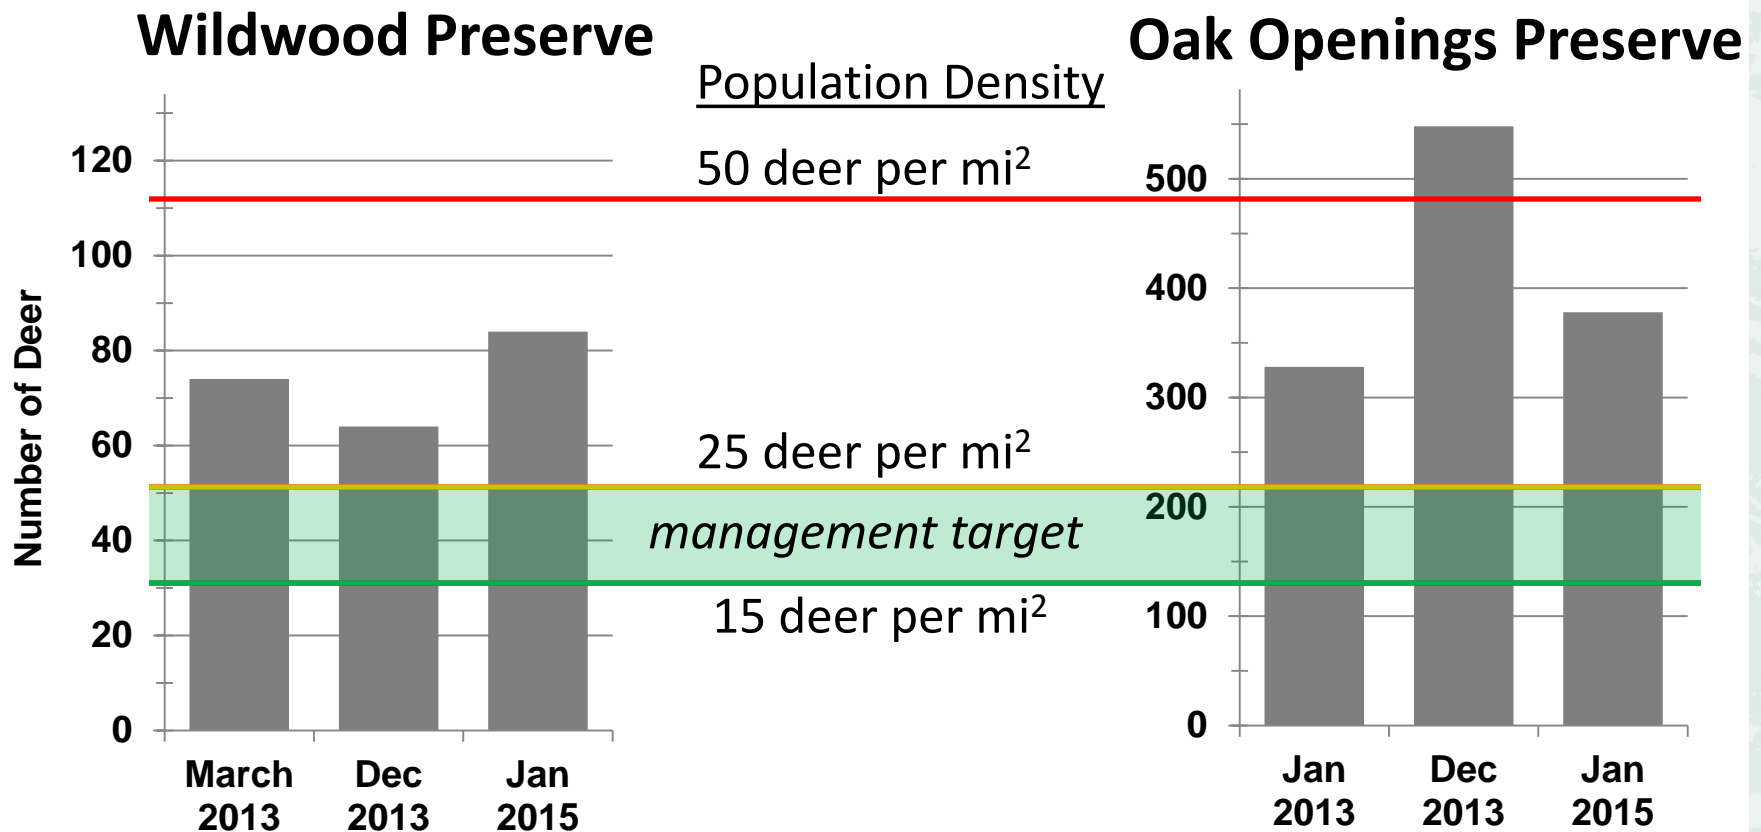 Wildwood Preserve
Number of Deer
120
100
80
60
40
20
0
March
2013
Dec
2013
Jan
2015
Population Density
50 deer per mi²
25 deer per mi²
management target
15 deer per mi²
Oak Openings Preserve
500
400
300
200
100
0
Jan
2013
Dec
2013
Jan
2015